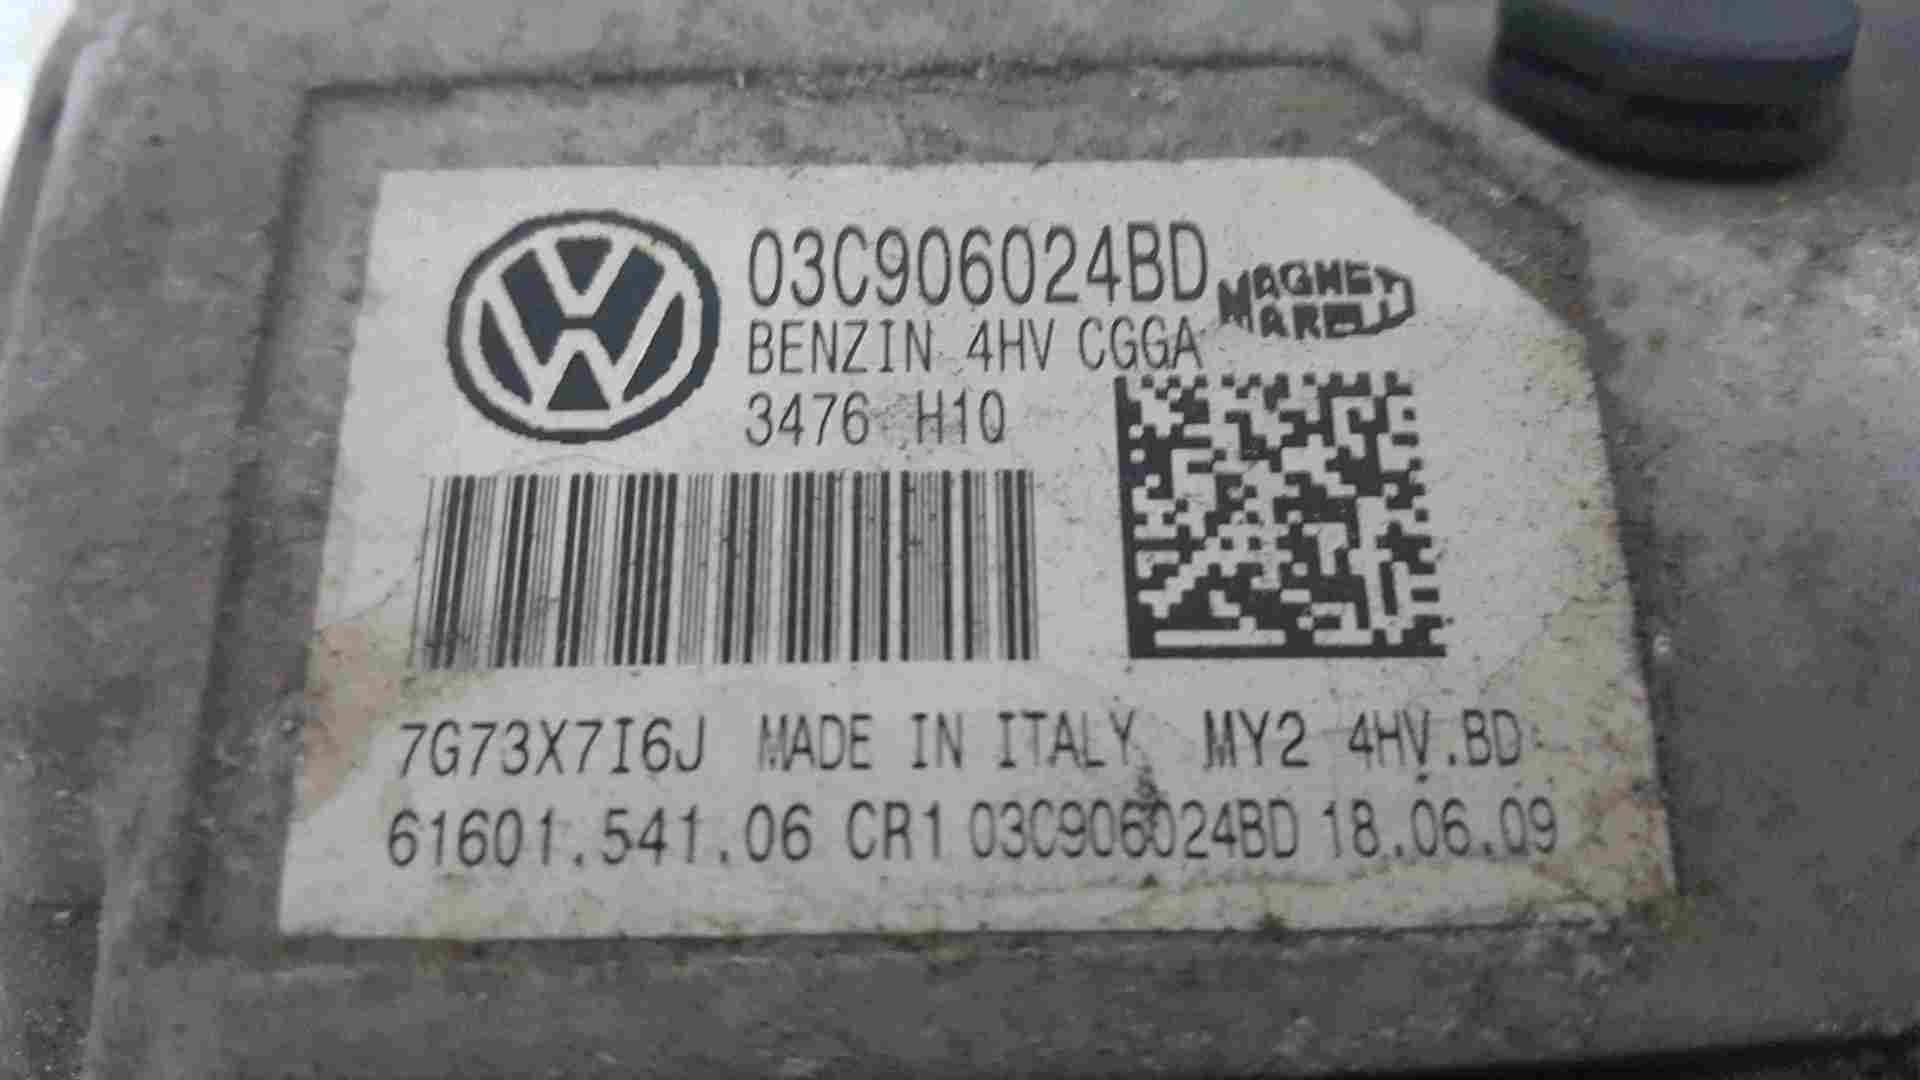 03C906024BD
MAGNETI
MARELLI
BENZIN 4HV CGGA
3476 H10
7G73X7I6J MADE IN ITALY MY2 4HV.BD
61601.541.06 CR1 03C906024BD 18.06.09